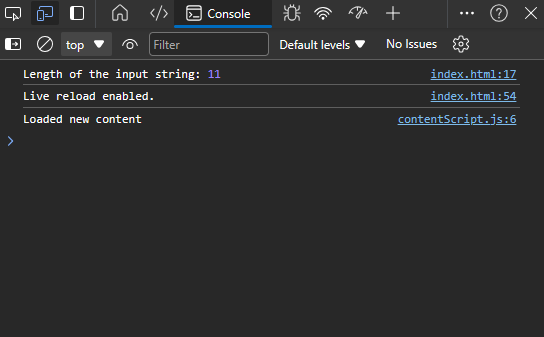 Console
top Filter Default levels No Issues
Length of the input string: 11 index.html:17
Live reload enabled. index.html:54
Loaded new content contentScript.js:6